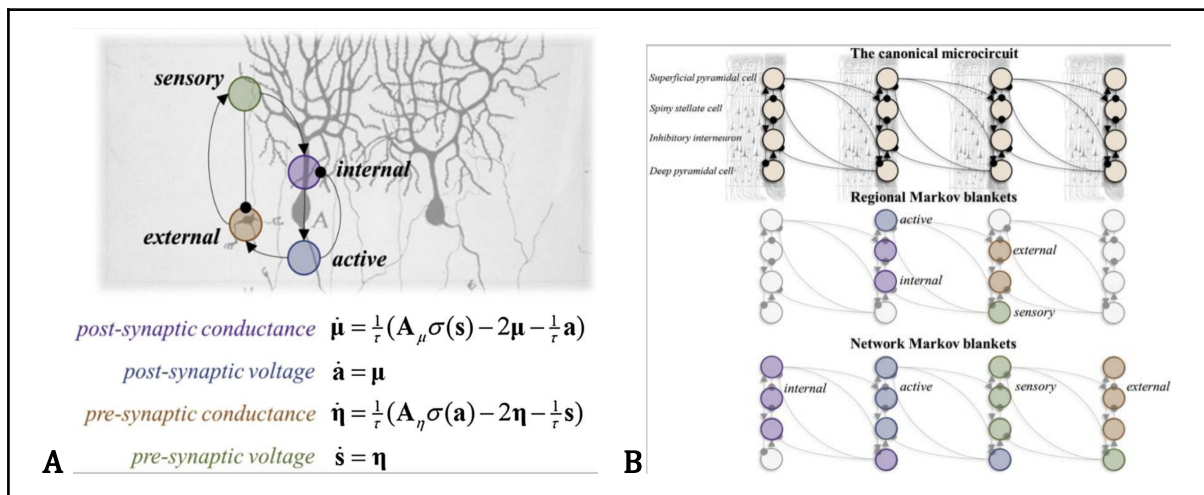 sensory
internal
A
external
active
post-synaptic conductance μ̇ = 1/τ (A_μ σ(s) − 2μ − 1/τ a)
post-synaptic voltage ȧ = μ
pre-synaptic conductance η̇ = 1/τ (A_η σ(a) − 2η − 1/τ s)
pre-synaptic voltage ṡ = η
A
The canonical microcircuit
Superficial pyramidal cell
Spiny stellate cell
Inhibitory interneuron
Deep pyramidal cell
Regional Markov blankets
active
external
internal
sensory
Network Markov blankets
internal active sensory external
B